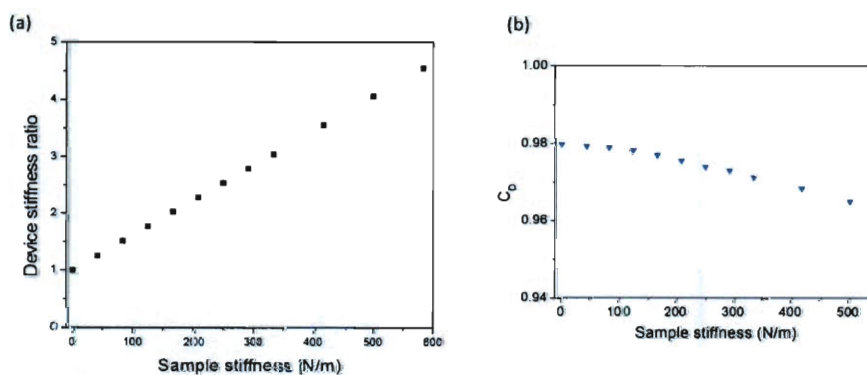 (a)
5
4
3
2
1
0
Device stiffness ratio
0 100 200 300 400 500 600
Sample stiffness (N/m)
(b)
1.00
0.98
0.96
0.94
C_D
0 100 200 300 400 500
Sample stiffness (N/m)